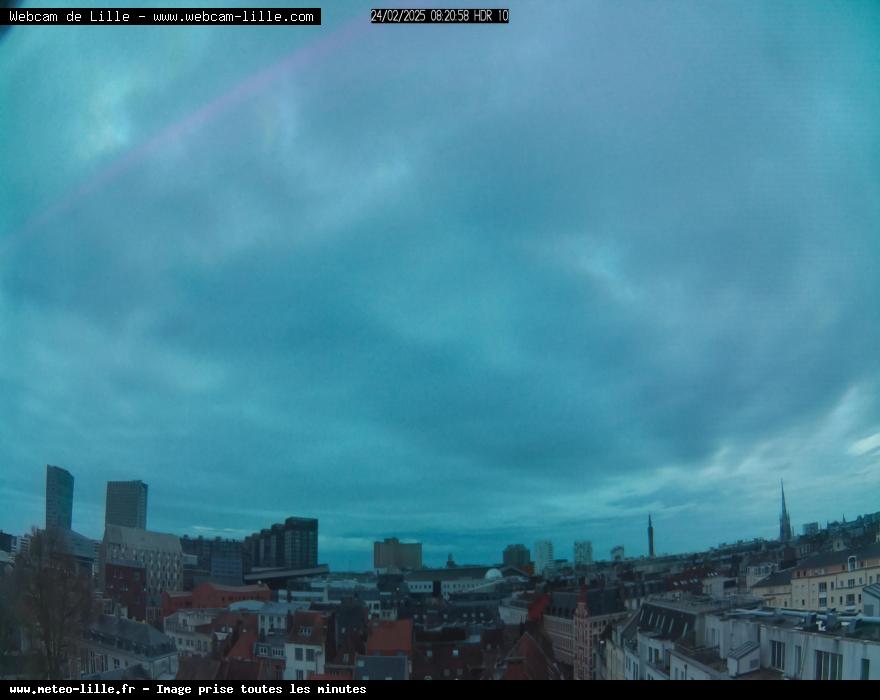 Webcam de Lille - www.webcam-lille.com
24/02/2025 08:20:58 HDR 10
www.meteo-lille.fr - Image prise toutes les minutes